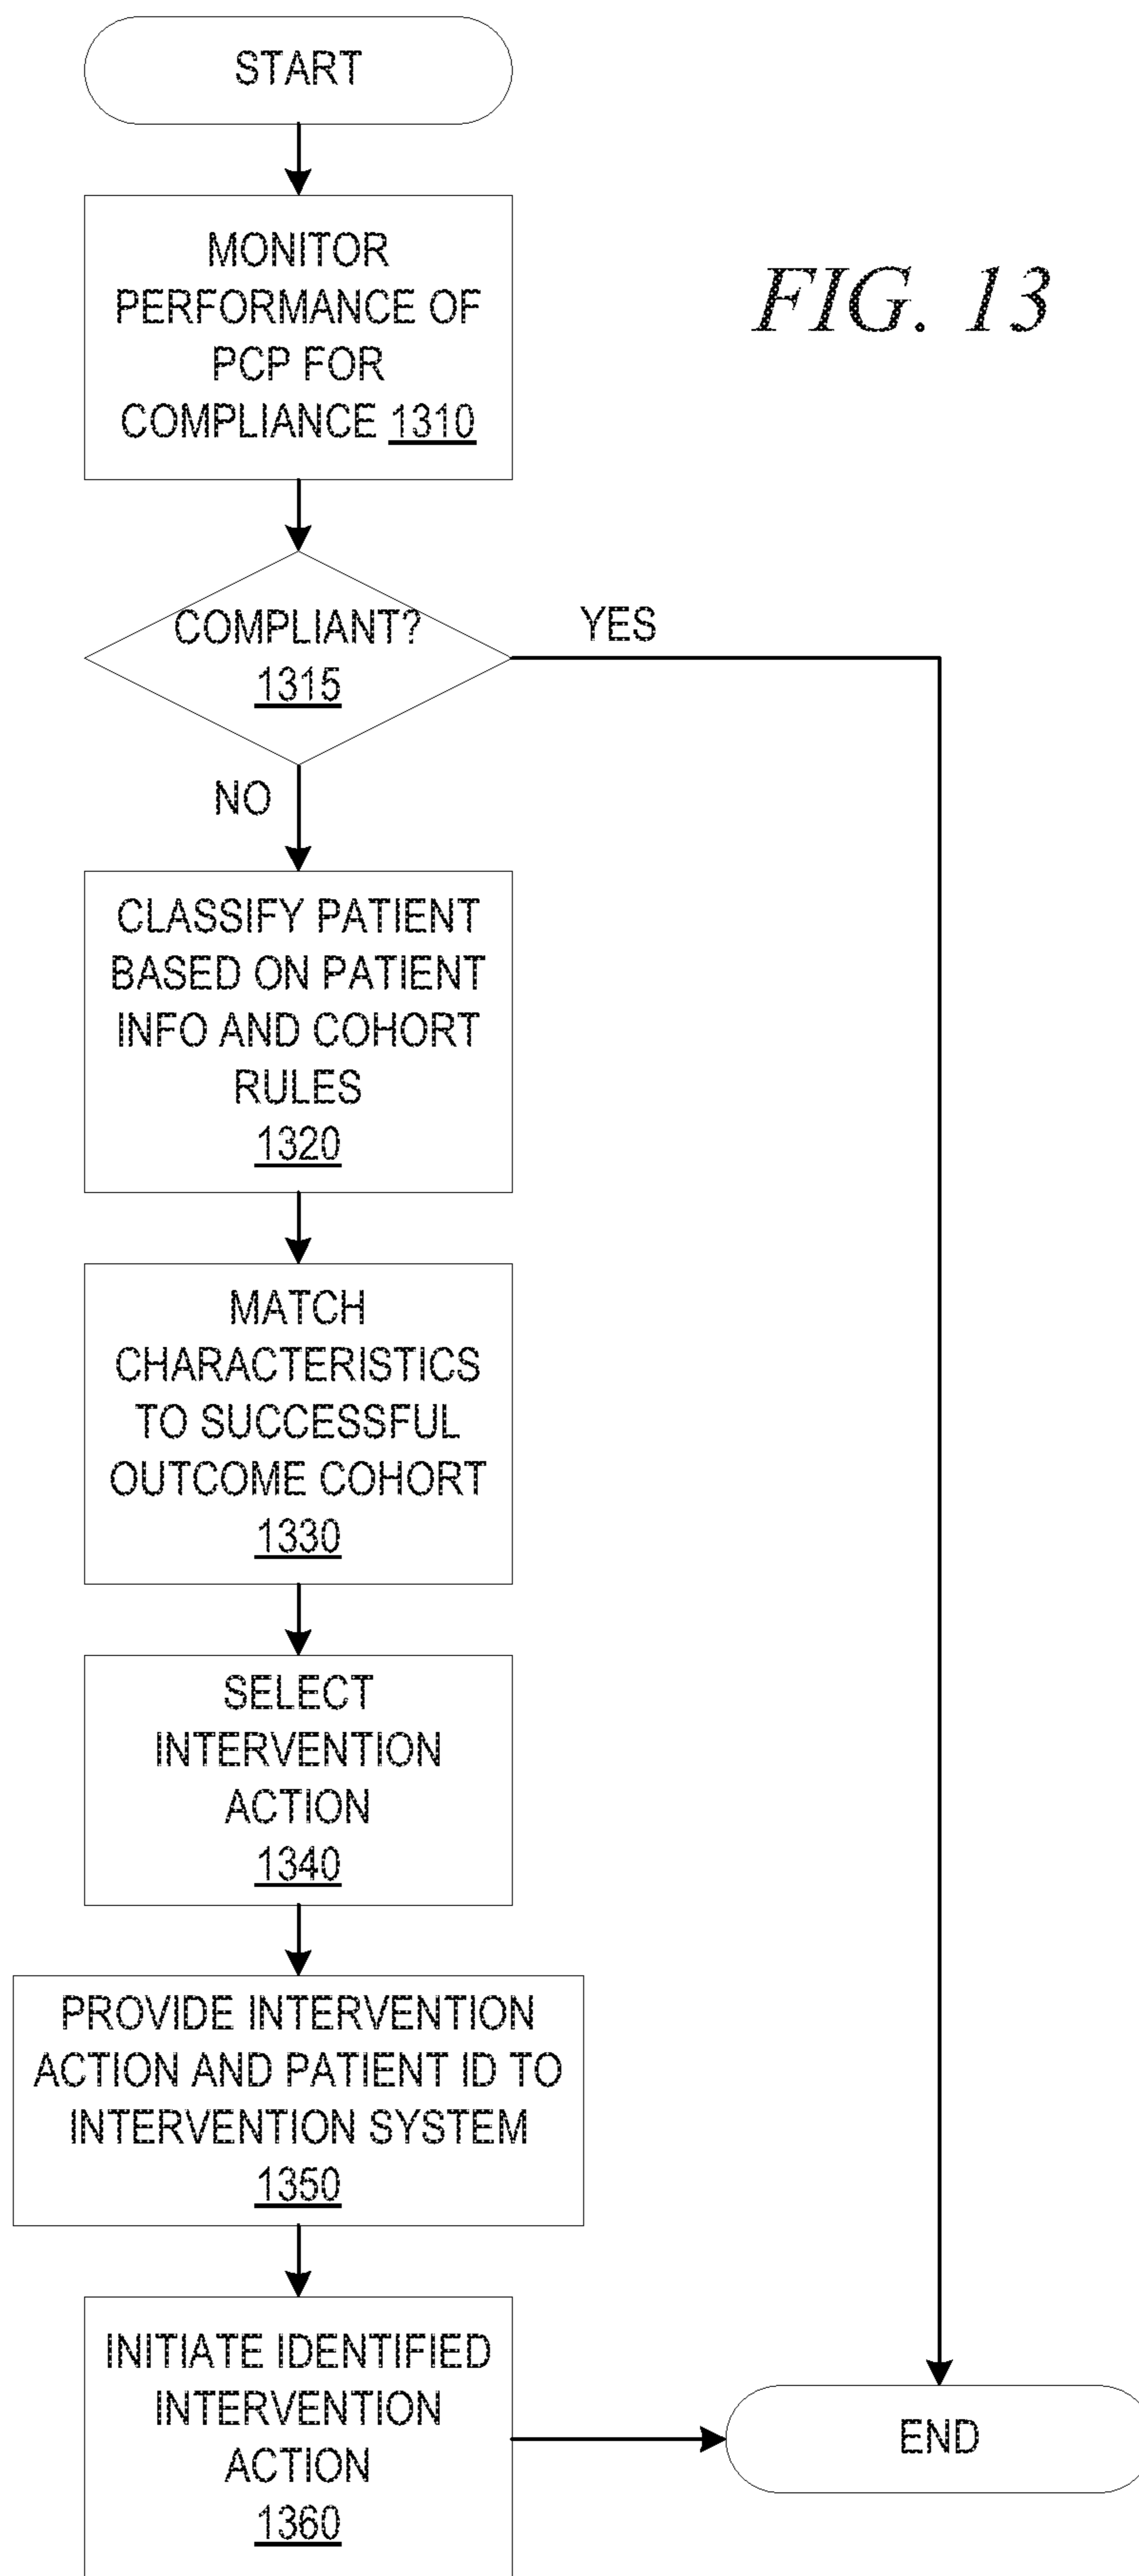 START
MONITOR
PERFORMANCE OF
PCP FOR
COMPLIANCE 1310
FIG. 13
COMPLIANT?
1315
YES
NO
CLASSIFY PATIENT
BASED ON PATIENT
INFO AND COHORT
RULES
1320
MATCH
CHARACTERISTICS
TO SUCCESSFUL
OUTCOME COHORT
1330
SELECT
INTERVENTION
ACTION
1340
PROVIDE INTERVENTION
ACTION AND PATIENT ID TO
INTERVENTION SYSTEM
1350
INITIATE IDENTIFIED
INTERVENTION
ACTION
1360
END